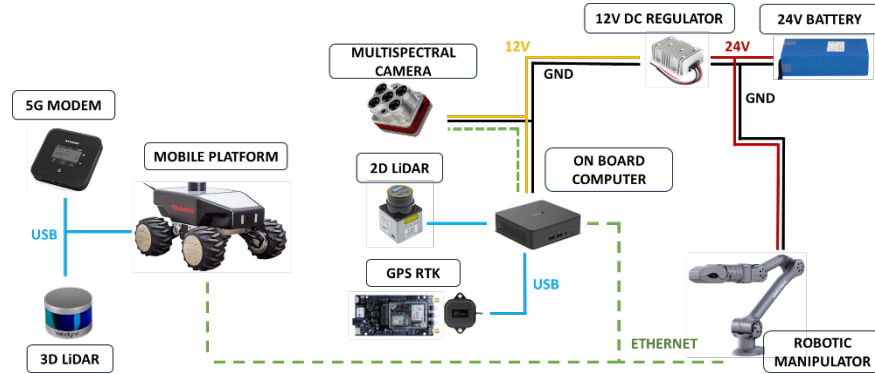 12V DC REGULATOR
24V BATTERY
12V
24V
MULTISPECTRAL
CAMERA
GND
GND
5G MODEM
MOBILE PLATFORM
2D LiDAR
ON BOARD
COMPUTER
USB
GPS RTK
USB
Velodyne
ETHERNET
3D LiDAR
ROBOTIC
MANIPULATOR